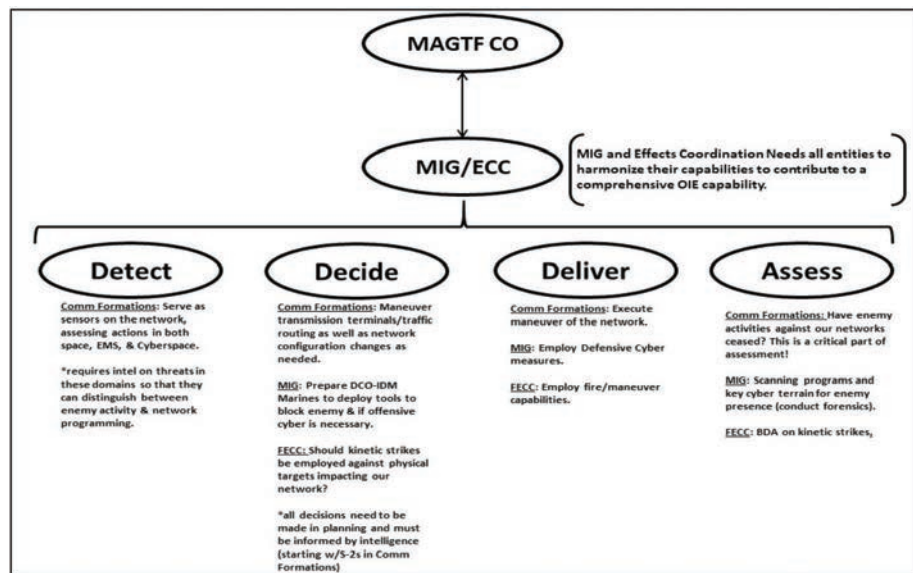 MAGTF CO
MIG/ECC
MIG and Effects Coordination Needs all entities to
harmonize their capabilities to contribute to a
comprehensive OIE capability.
Detect
Comm Formations: Serve as
sensors on the network,
assessing actions in both
space, EMS, & Cyberspace.
*requires intel on threats in
these domains so that they
can distinguish between
enemy activity & network
programming.
Decide
Comm Formations: Maneuver
transmission terminals/traffic
routing as well as network
configuration changes as
needed.
MIG: Prepare DCO-IDM
Marines to deploy tools to
block enemy & if offensive
cyber is necessary.
FECC: Should kinetic strikes
be employed against physical
targets impacting our
network?
*all decisions need to be
made in planning and must
be informed by intelligence
(starting w/S-2s in Comm
Formations)
Deliver
Comm Formations: Execute
maneuver of the network.
MIG: Employ Defensive Cyber
measures.
FECC: Employ fire/maneuver
capabilities.
Assess
Comm Formations: Have enemy
activities against our networks
ceased? This is a critical part of
assessment!
MIG: Scanning programs and
key cyber terrain for enemy
presence (conduct forensics).
FECC: BDA on kinetic strikes,